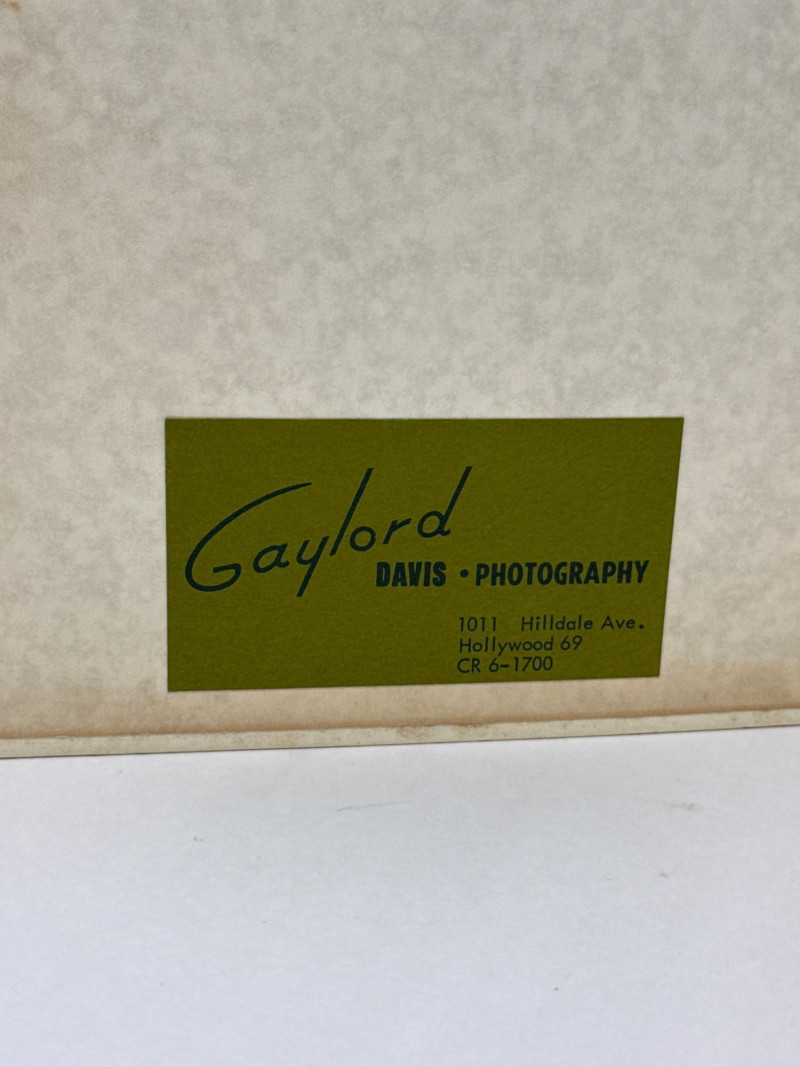 Gaylord
DAVIS • PHOTOGRAPHY
1011 Hilldale Ave.
Hollywood 69
CR 6-1700